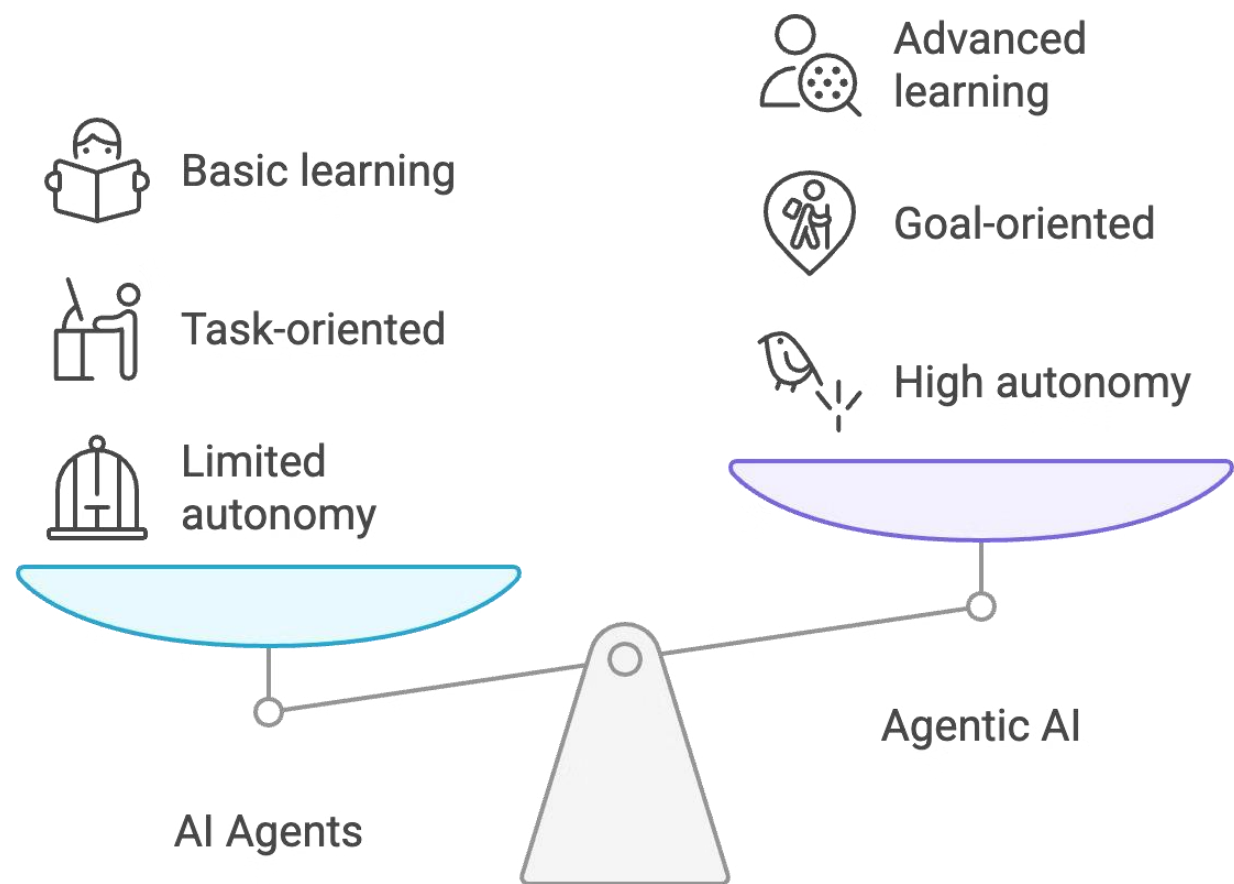 Basic learning
Task-oriented
Limited
autonomy
AI Agents
Advanced
learning
Goal-oriented
High autonomy
Agentic AI